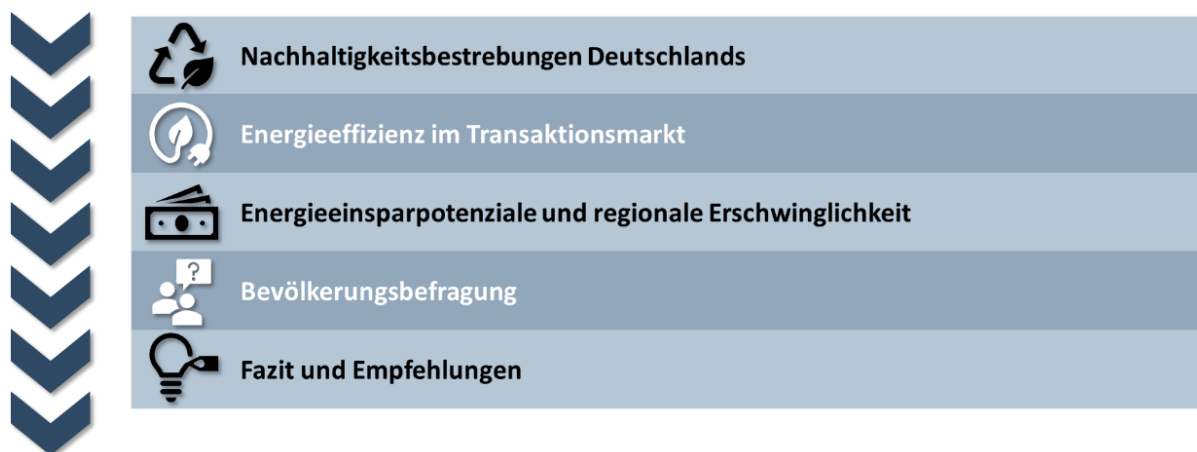 Nachhaltigkeitsbestrebungen Deutschlands
Energieeffizienz im Transaktionsmarkt
Energieeinsparpotenziale und regionale Erschwinglichkeit
?
Bevölkerungsbefragung
Fazit und Empfehlungen